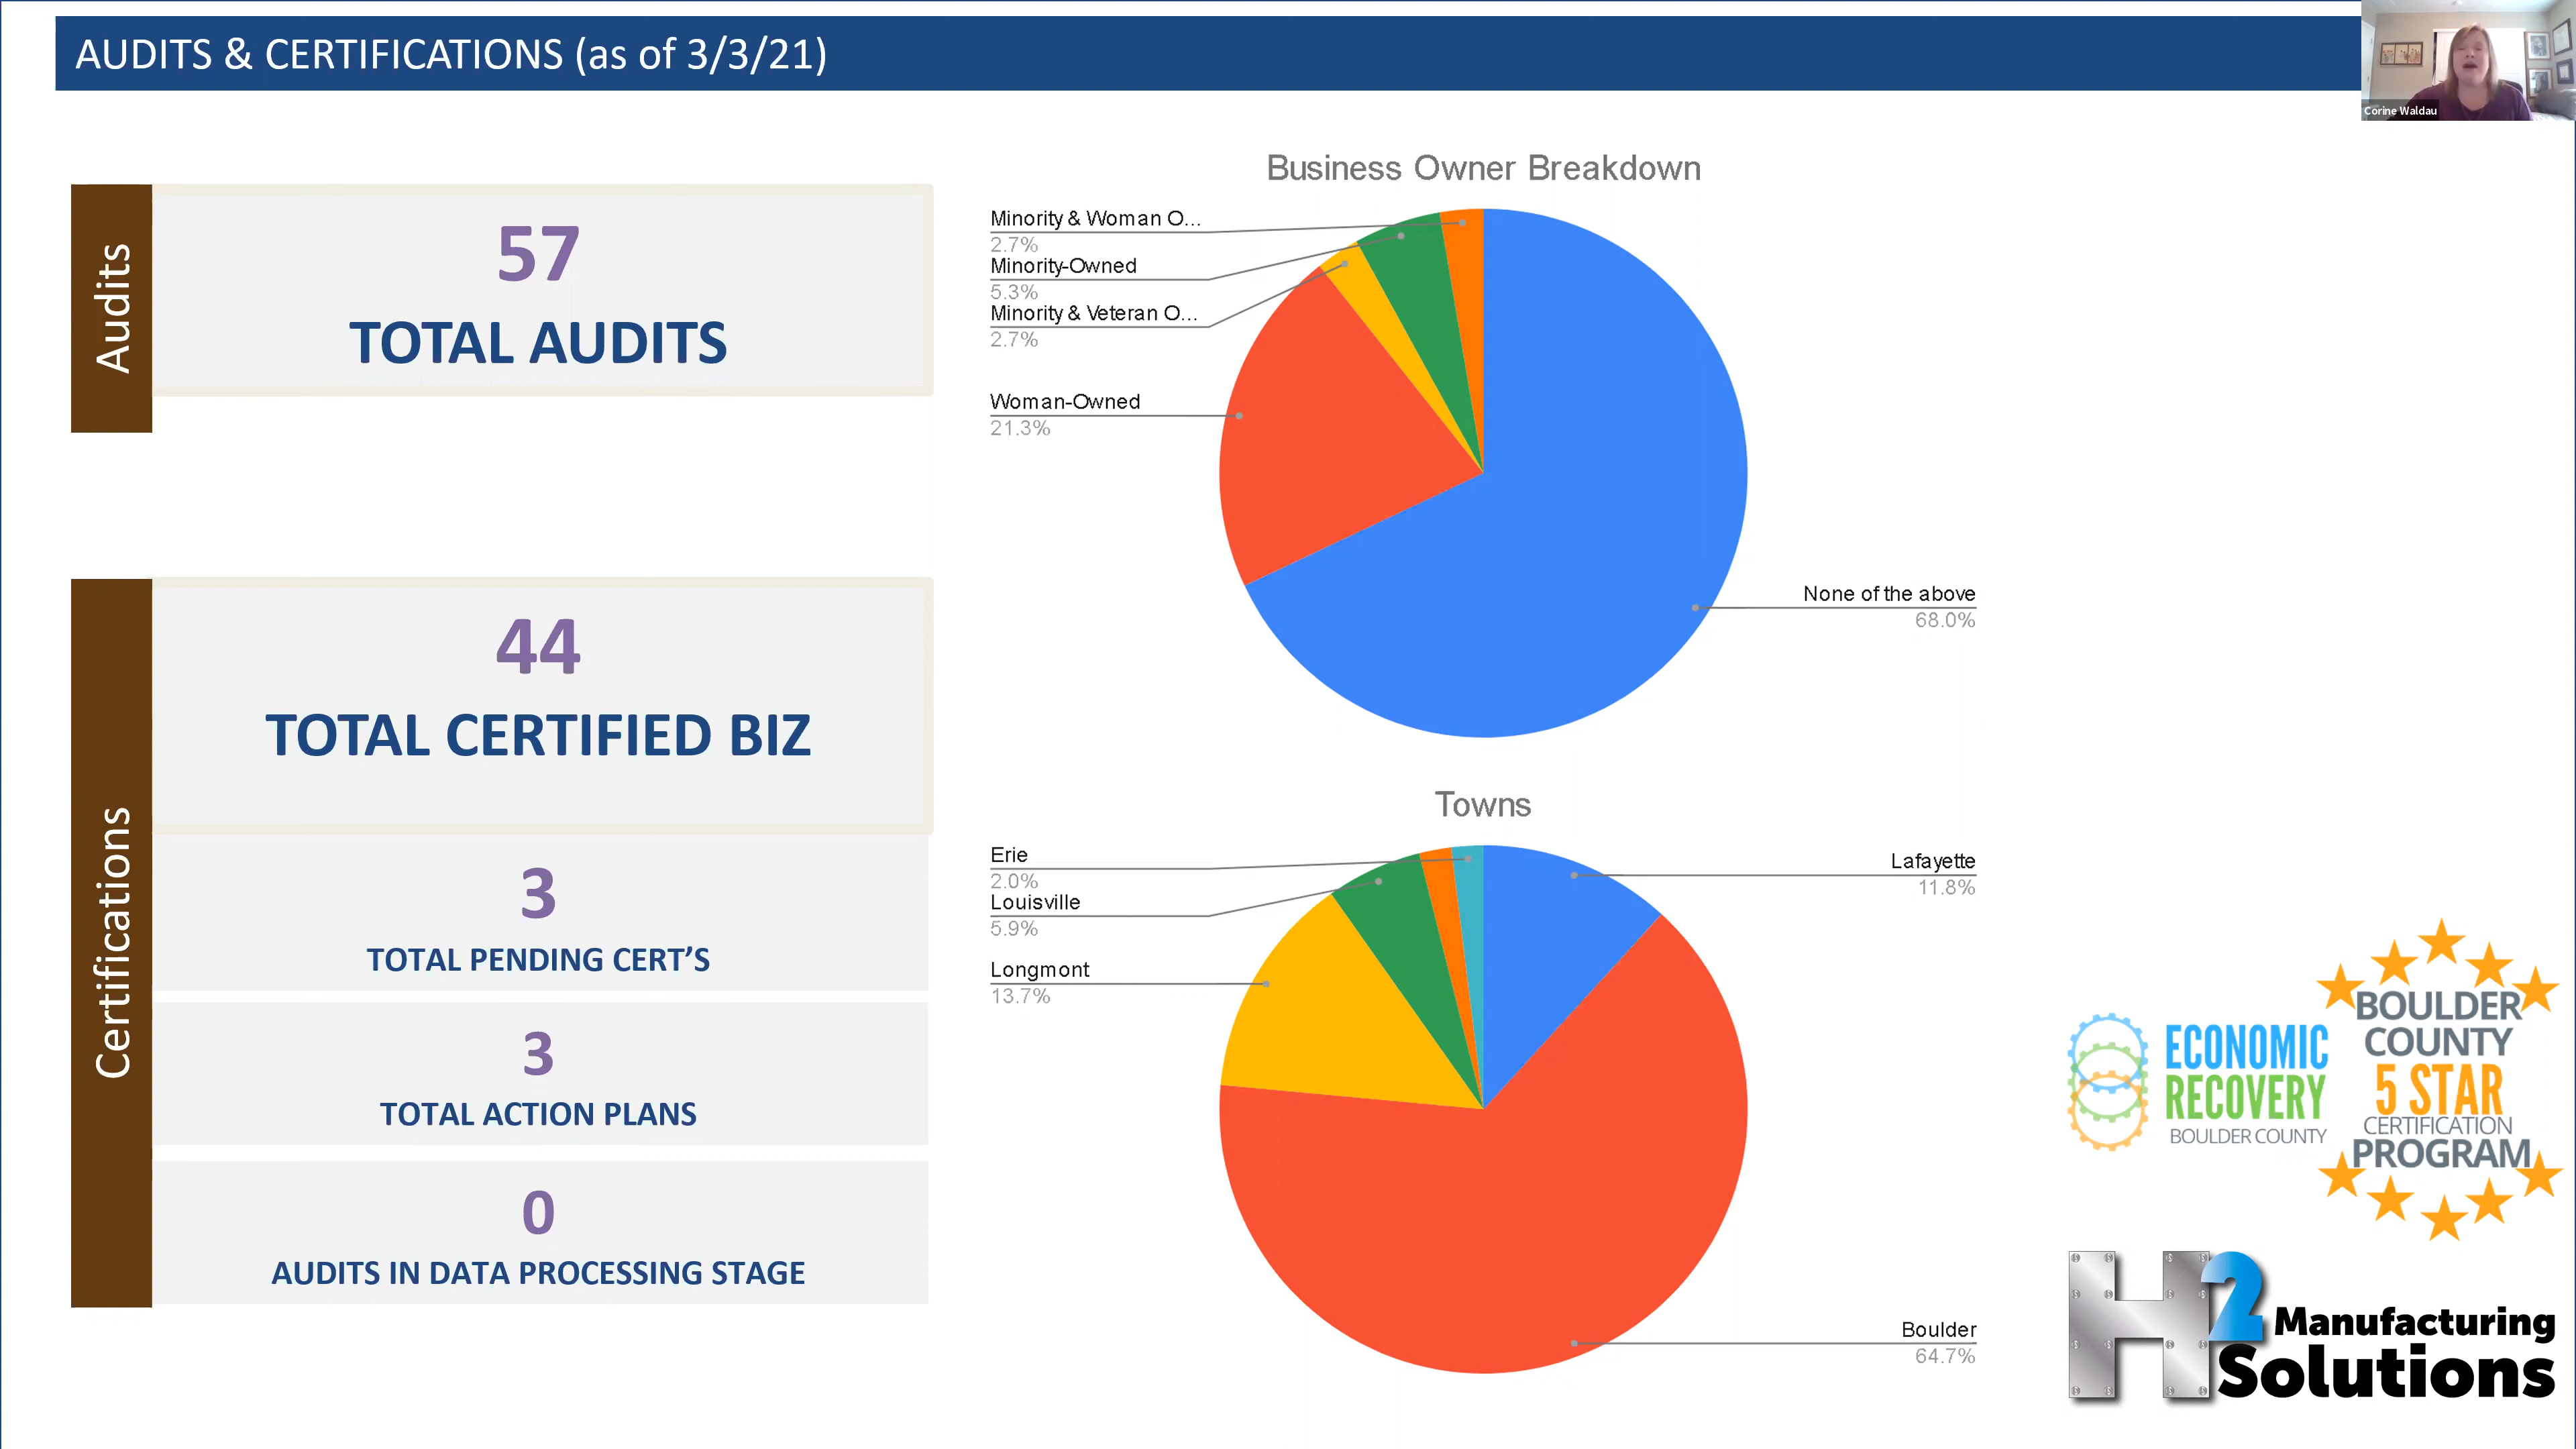 AUDITS & CERTIFICATIONS (as of 3/3/21)
Corine Waldau
Audits
57
TOTAL AUDITS
Certifications
44
TOTAL CERTIFIED BIZ
3
TOTAL PENDING CERT’S
3
TOTAL ACTION PLANS
0
AUDITS IN DATA PROCESSING STAGE
Business Owner Breakdown
Minority & Woman O...
2.7%
Minority-Owned
5.3%
Minority & Veteran O...
2.7%
Woman-Owned
21.3%
None of the above
68.0%
Towns
Erie
2.0%
Louisville
5.9%
Longmont
13.7%
Lafayette
11.8%
Boulder
64.7%
ECONOMIC
RECOVERY
BOULDER COUNTY
BOULDER
COUNTY
5 STAR
CERTIFICATION
PROGRAM
H2
Manufacturing
Solutions